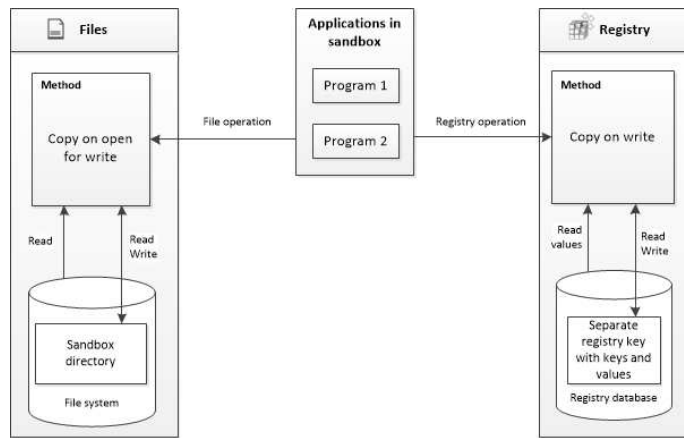 Files
Method
Copy on open
for write
Read
Read
Write
Sandbox
directory
File system
File operation
Applications in
sandbox
Program 1
Program 2
Registry operation
Registry
Method
Copy on write
Read
values
Read
Write
Separate
registry key
with keys and
values
Registry database